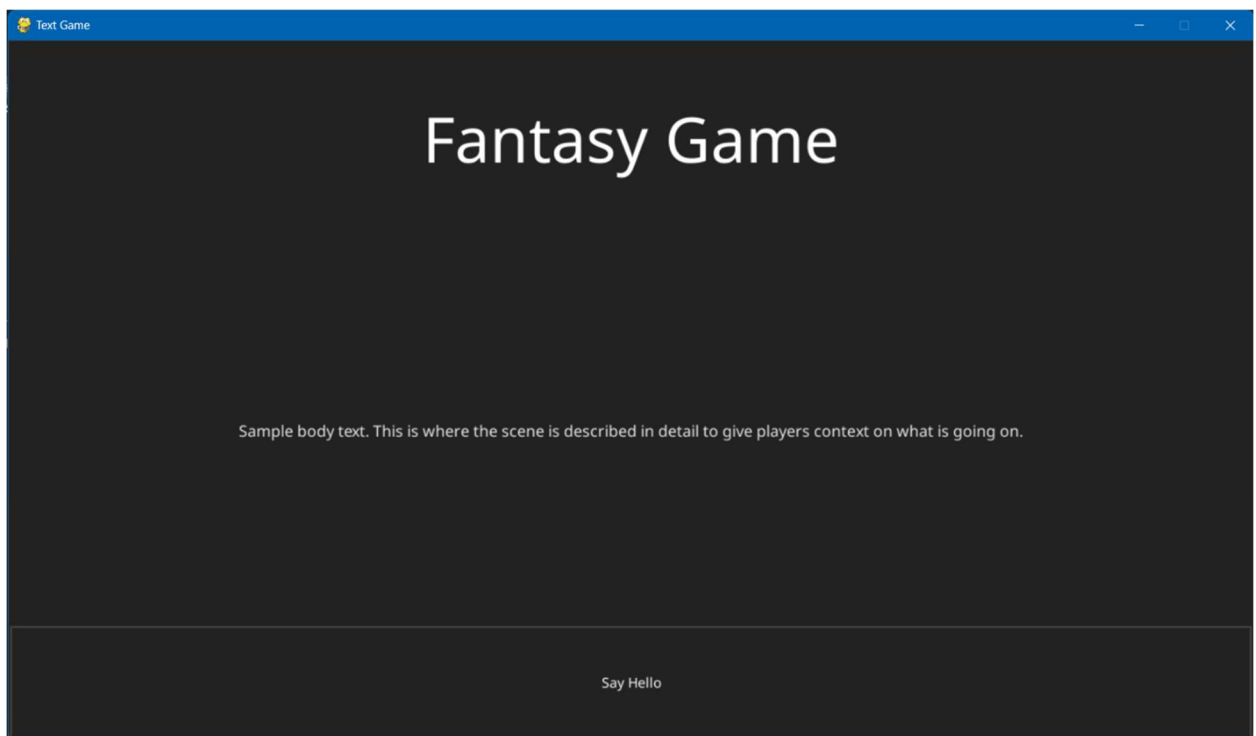 Text Game
Fantasy Game
Sample body text. This is where the scene is described in detail to give players context on what is going on.
Say Hello